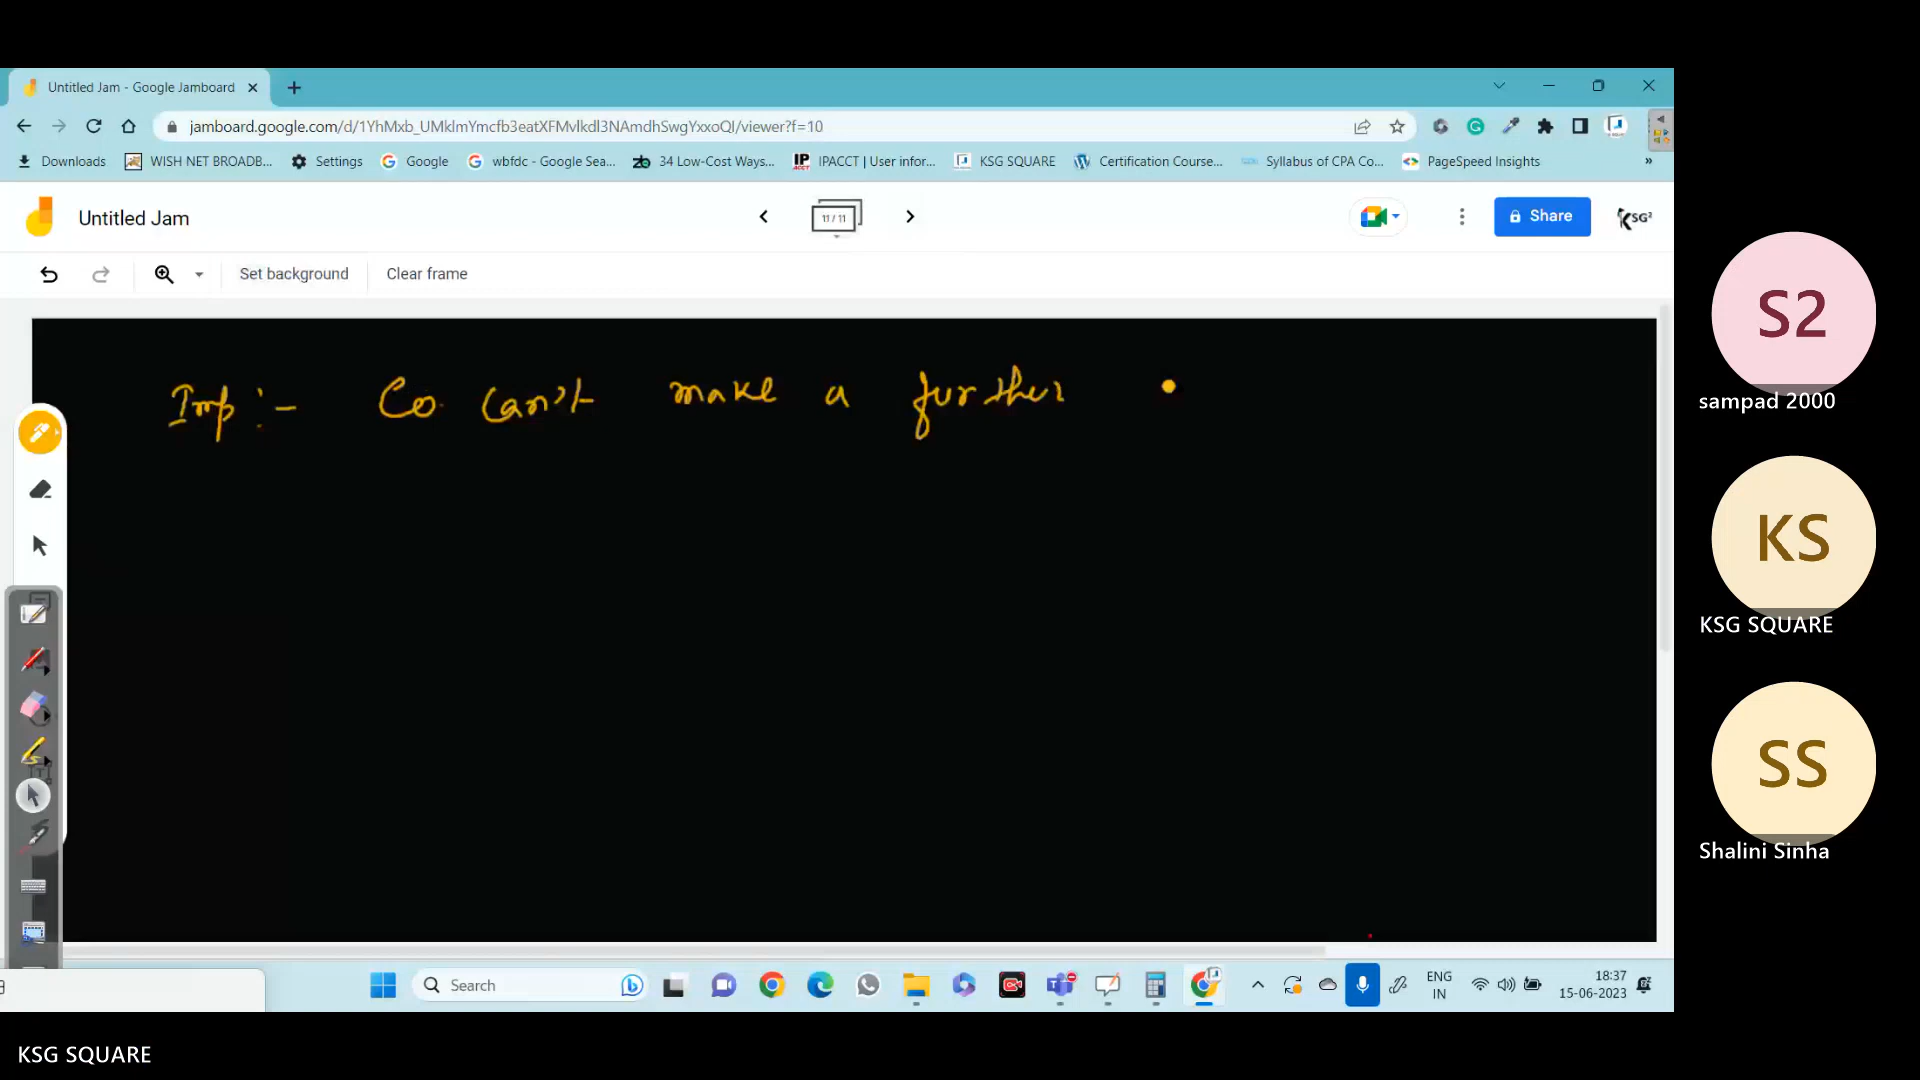 Untitled Jam - Google Jamboard
jamboard.google.com/d/1YhMxb_UMklmYmcfb3eatXFMvlkdl3NAmdhSwgYxxoQI/viewer?f=10
Downloads WISH NET BROADB... Settings Google wbfdc - Google Sea... 34 Low-Cost Ways... IPACCT | User infor... KSG SQUARE Certification Course... Syllabus of CPA Co... PageSpeed Insights »
Untitled Jam 11 / 11 Share KSG²
Set background Clear frame
Imp :- Co. can't make a further
S2
sampad 2000
KS
KSG SQUARE
SS
Shalini Sinha
Search
ENG
IN
18:37
15-06-2023
KSG SQUARE